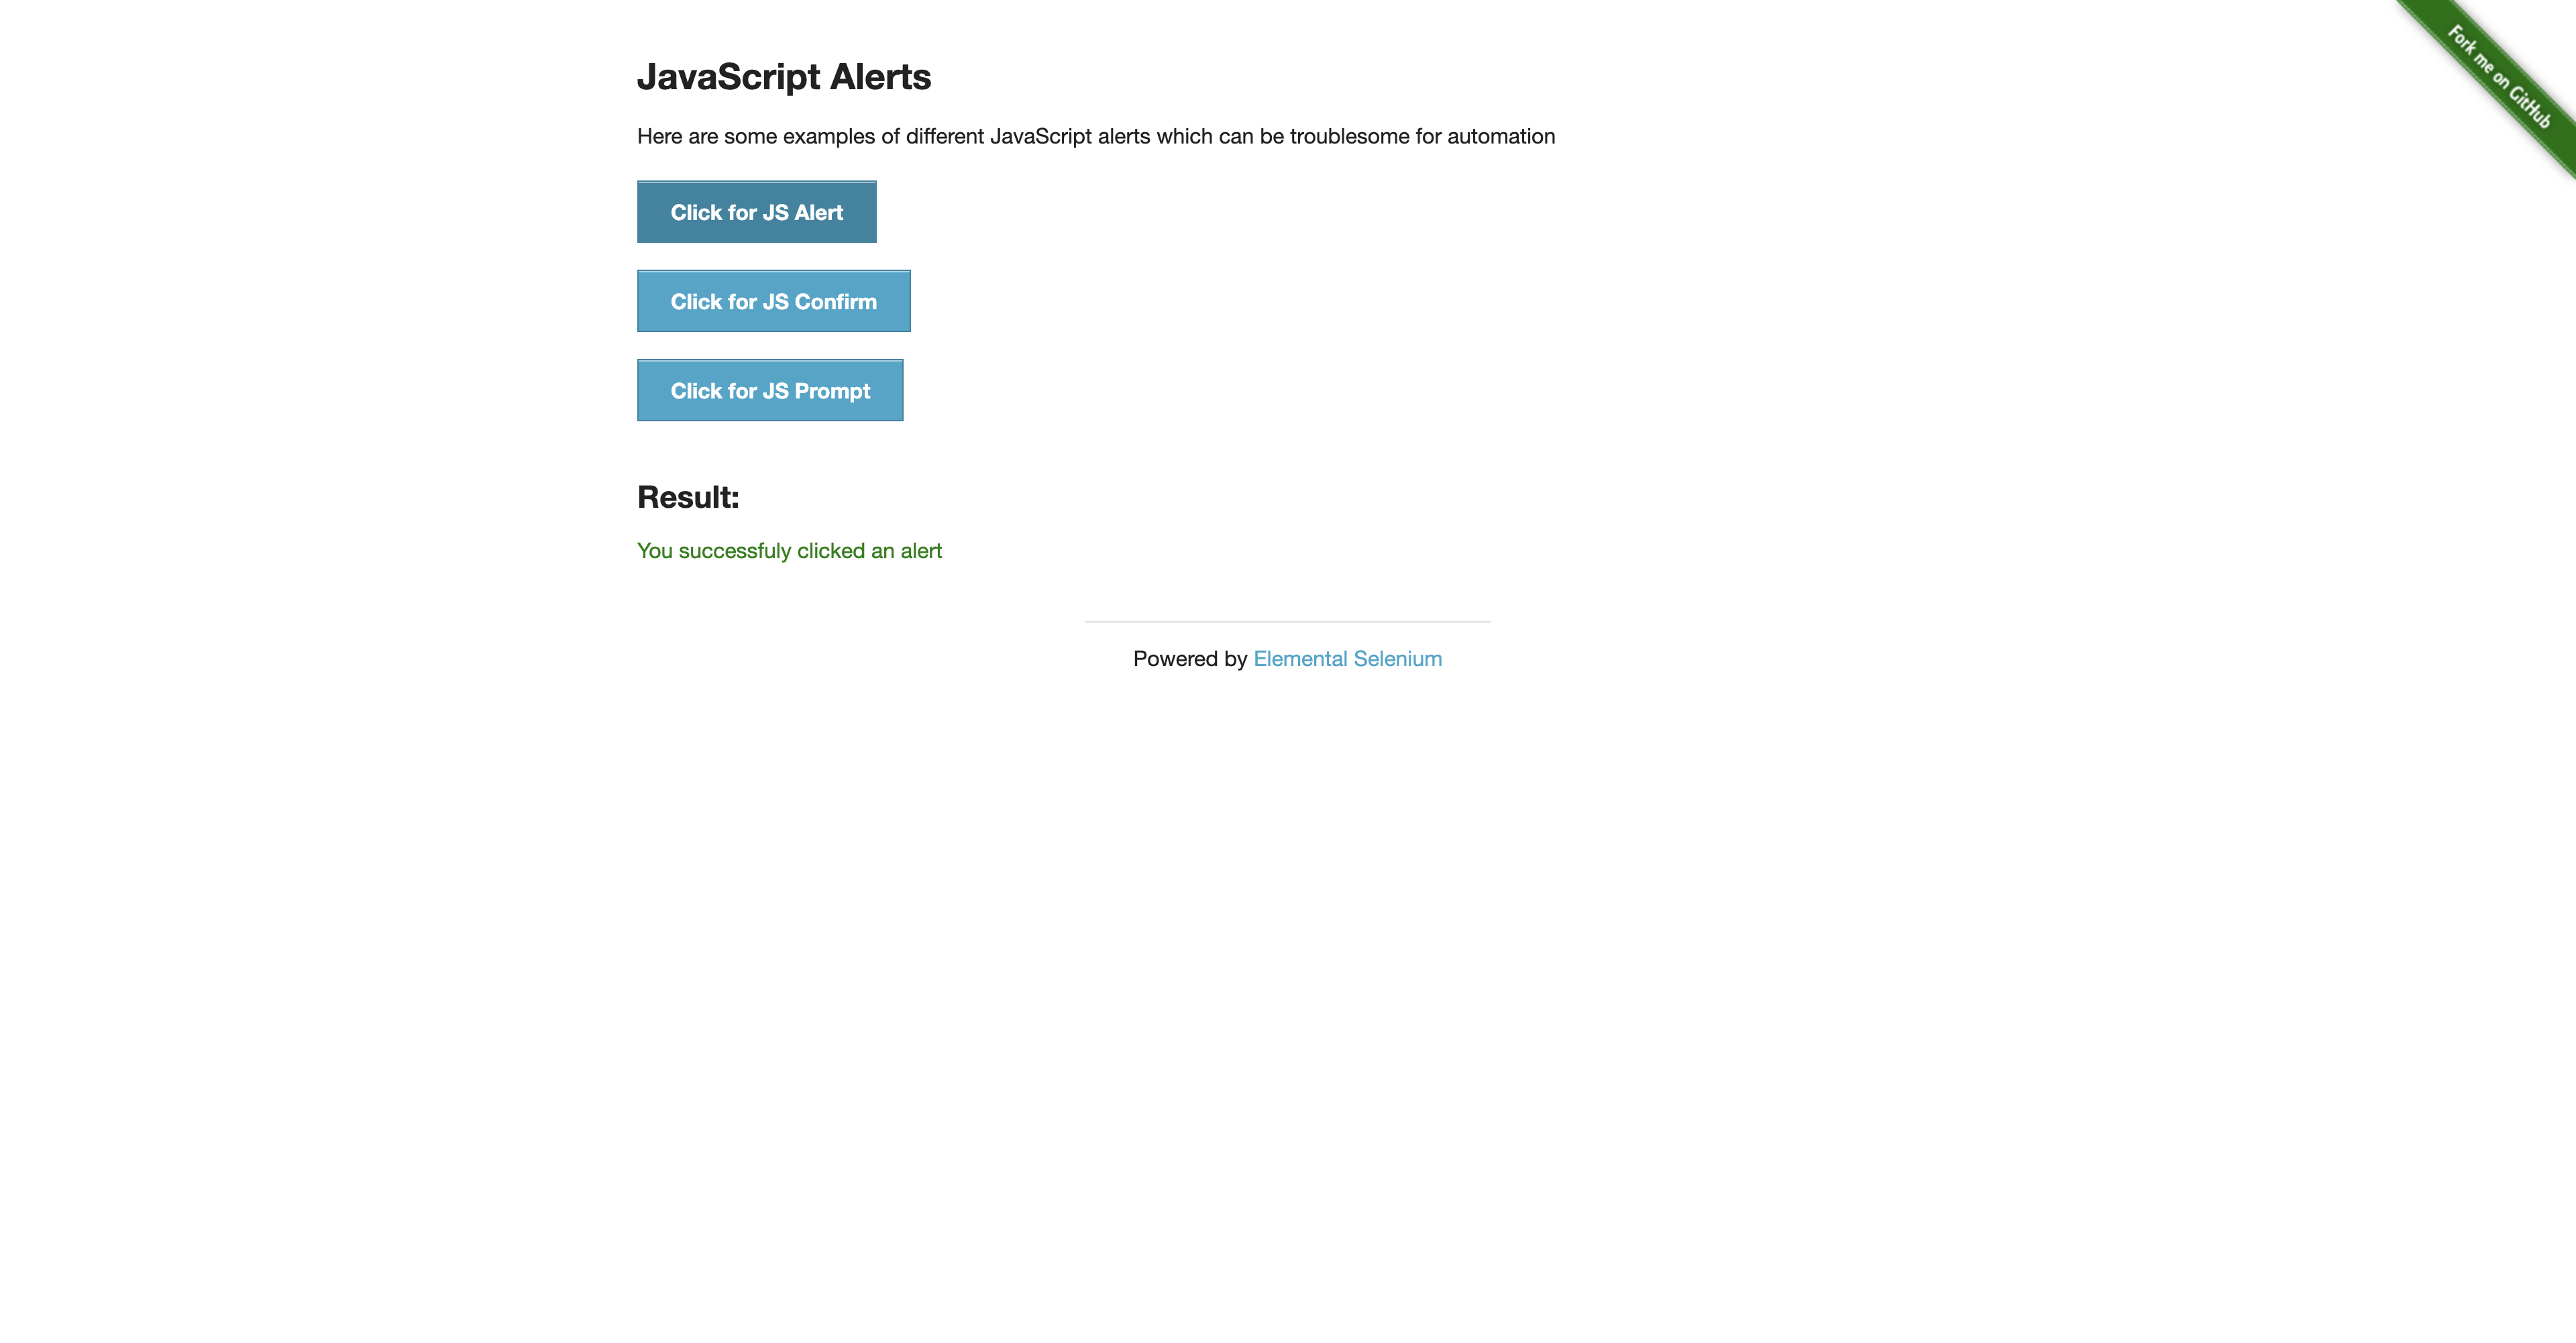 Fork me on GitHub
JavaScript Alerts
Here are some examples of different JavaScript alerts which can be troublesome for automation
Click for JS Alert
Click for JS Confirm
Click for JS Prompt
Result:
You successfuly clicked an alert
Powered by Elemental Selenium